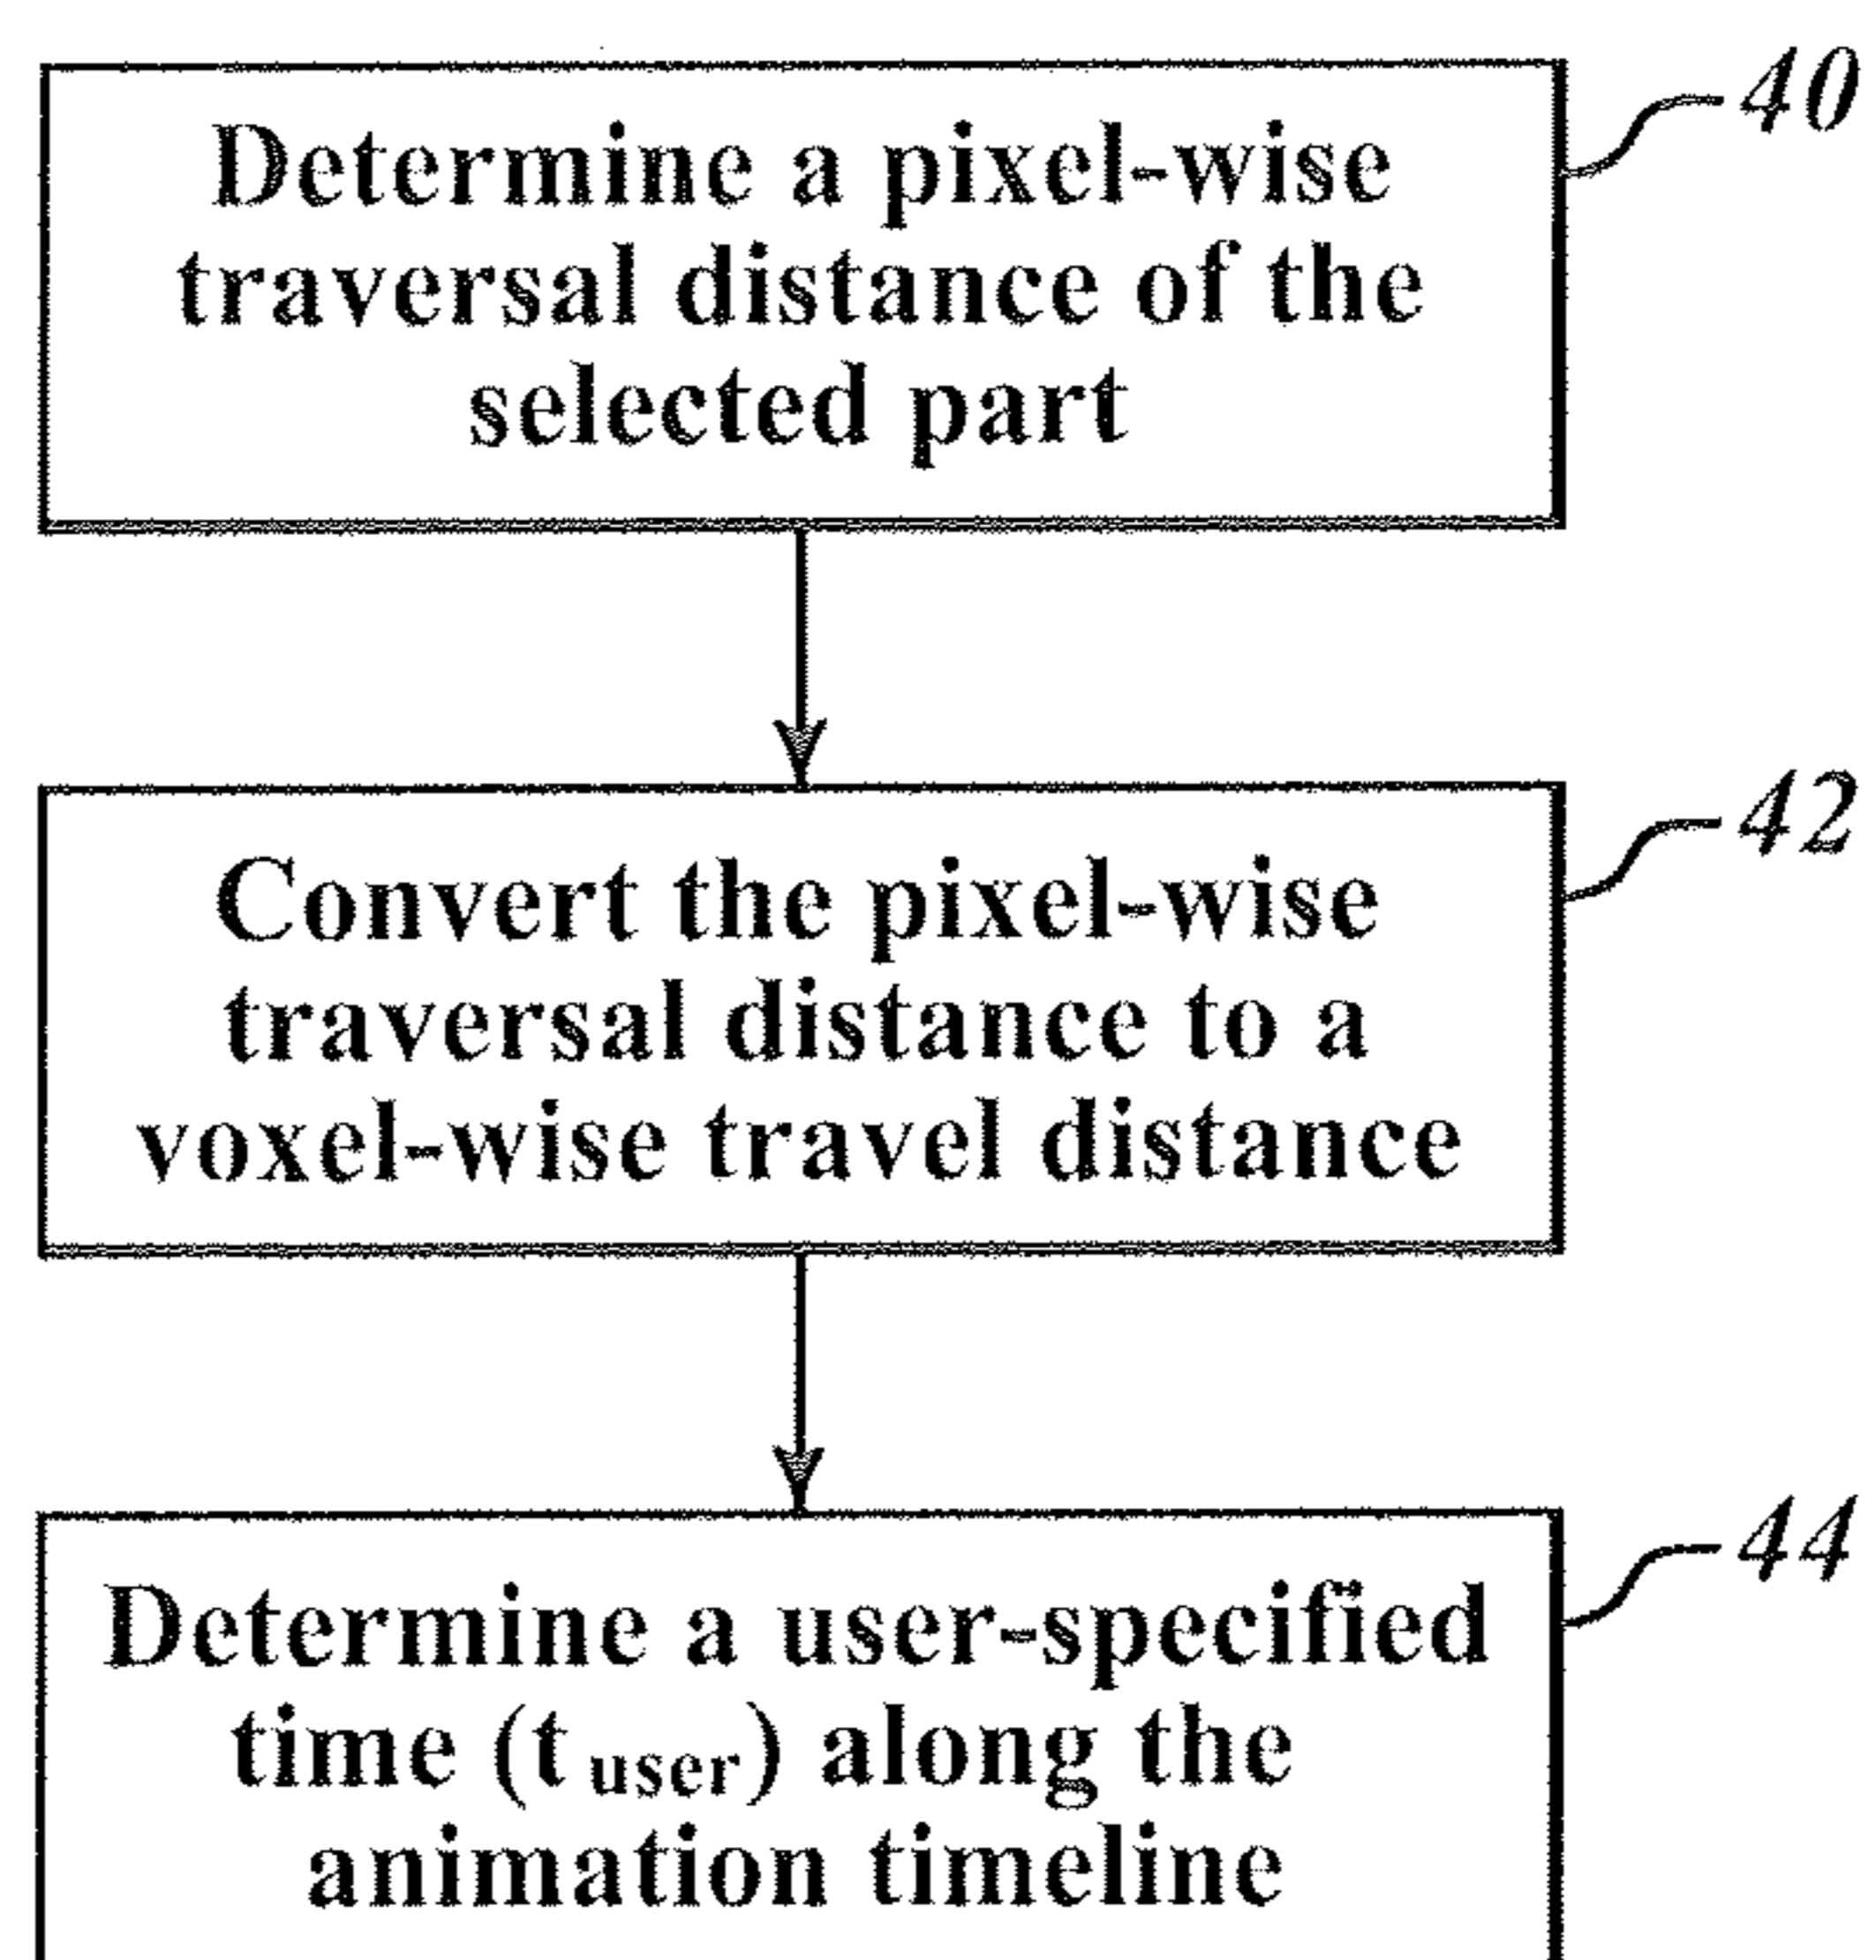 40
Determine a pixel-wise
traversal distance of the
selected part
42
Convert the pixel-wise
traversal distance to a
voxel-wise travel distance
44
Determine a user-specified
time (t user) along the
animation timeline